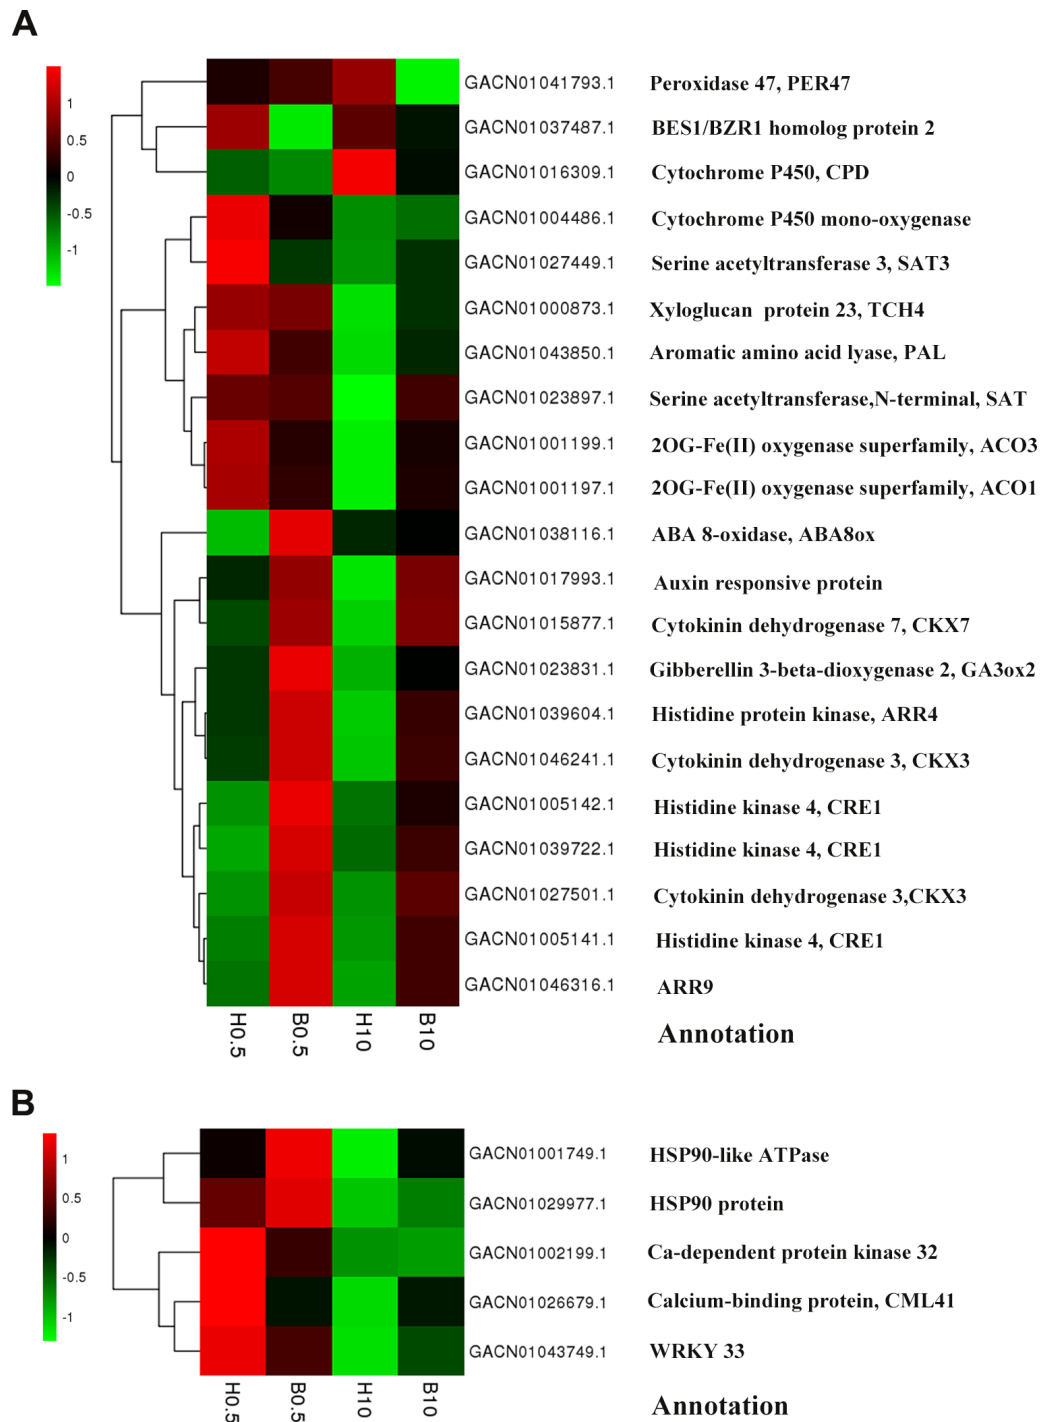 A
1
0.5
0
-0.5
-1
GACN01041793.1 Peroxidase 47, PER47
GACN01037487.1 BES1/BZR1 homolog protein 2
GACN01016309.1 Cytochrome P450, CPD
GACN01004486.1 Cytochrome P450 mono-oxygenase
GACN01027449.1 Serine acetyltransferase 3, SAT3
GACN01000873.1 Xyloglucan protein 23, TCH4
GACN01043850.1 Aromatic amino acid lyase, PAL
GACN01023897.1 Serine acetyltransferase,N-terminal, SAT
GACN01001199.1 2OG-Fe(II) oxygenase superfamily, ACO3
GACN01001197.1 2OG-Fe(II) oxygenase superfamily, ACO1
GACN01038116.1 ABA 8-oxidase, ABA8ox
GACN01017993.1 Auxin responsive protein
GACN01015877.1 Cytokinin dehydrogenase 7, CKX7
GACN01023831.1 Gibberellin 3-beta-dioxygenase 2, GA3ox2
GACN01039604.1 Histidine protein kinase, ARR4
GACN01046241.1 Cytokinin dehydrogenase 3, CKX3
GACN01005142.1 Histidine kinase 4, CRE1
GACN01039722.1 Histidine kinase 4, CRE1
GACN01027501.1 Cytokinin dehydrogenase 3,CKX3
GACN01005141.1 Histidine kinase 4, CRE1
GACN01046316.1 ARR9
H0.5 B0.5 H10 B10 Annotation
B
1
0.5
0
-0.5
-1
GACN01001749.1 HSP90-like ATPase
GACN01029977.1 HSP90 protein
GACN01002199.1 Ca-dependent protein kinase 32
GACN01026679.1 Calcium-binding protein, CML41
GACN01043749.1 WRKY 33
H0.5 B0.5 H10 B10 Annotation